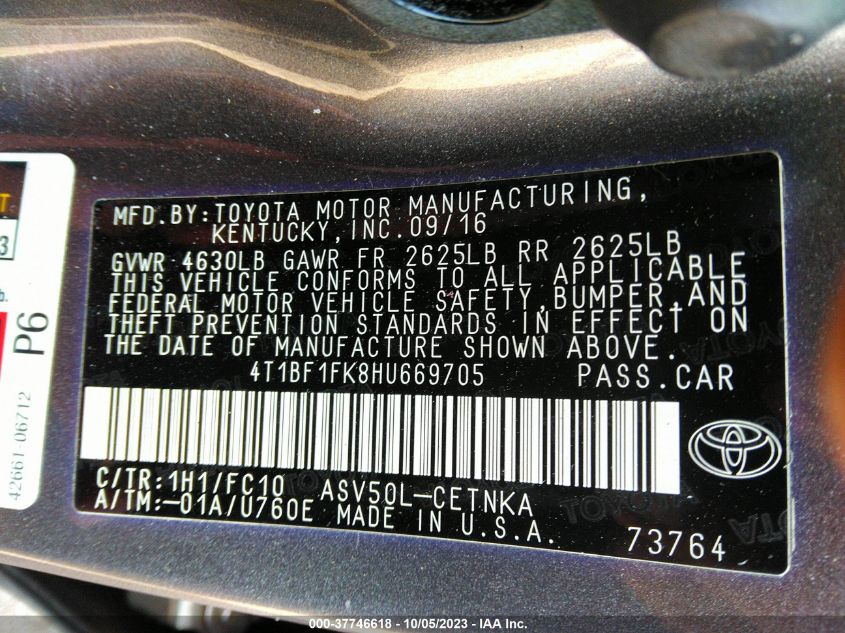 MFD.BY:TOYOTA MOTOR MANUFACTURING,
KENTUCKY,INC.09/16
GVWR 4630LB GAWR FR 2625LB RR 2625LB
THIS VEHICLE CONFORMS TO ALL APPLICABLE
FEDERAL MOTOR VEHICLE SAFETY,BUMPER,AND
THEFT PREVENTION STANDARDS IN EFFECT ON
THE DATE OF MANUFACTURE SHOWN ABOVE.
4T1BF1FK8HU669705 PASS.CAR
C/TR:1H1/FC10 ASV50L-CETNKA
A/TM:-01A/U760E MADE IN U.S.A.
73764
P6
42661-06712
3
TOYOTA
000-37746618 - 10/05/2023 - IAA Inc.